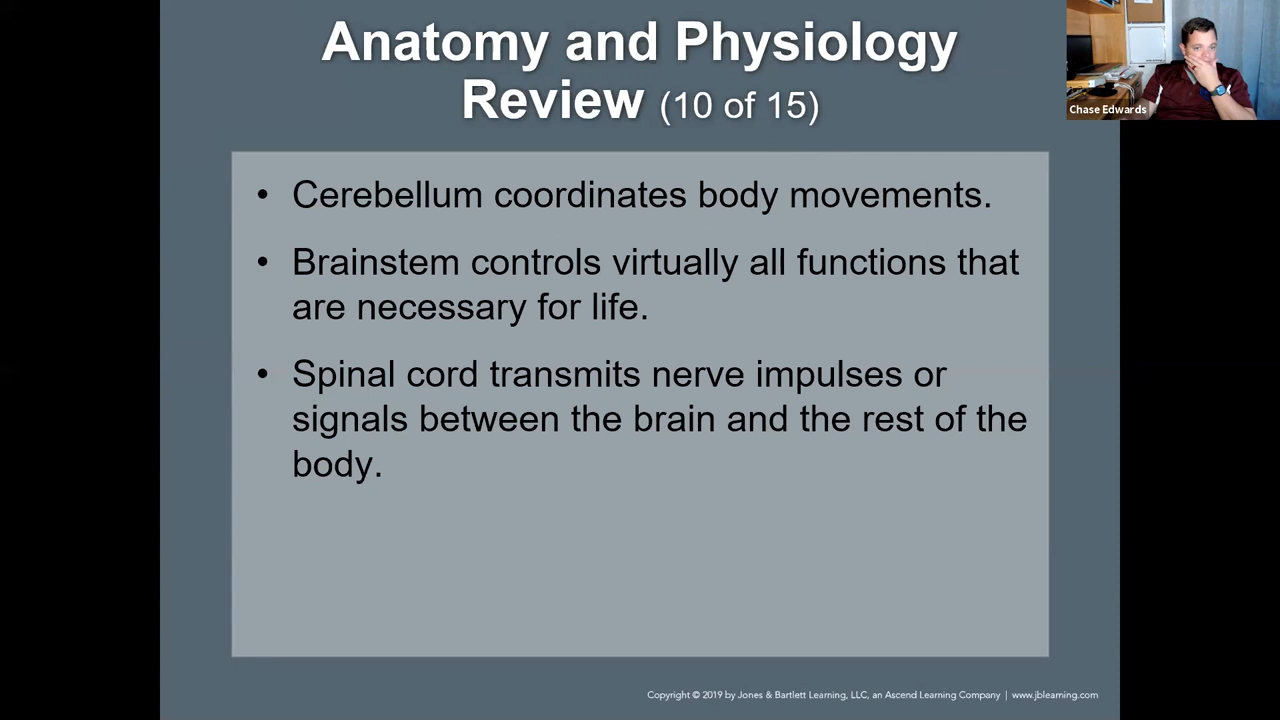 Anatomy and Physiology
Review (10 of 15)
Chase Edwards
• Cerebellum coordinates body movements.
• Brainstem controls virtually all functions that
are necessary for life.
• Spinal cord transmits nerve impulses or
signals between the brain and the rest of the
body.
Copyright © 2019 by Jones & Bartlett Learning, LLC, an Ascend Learning Company | www.jblearning.com